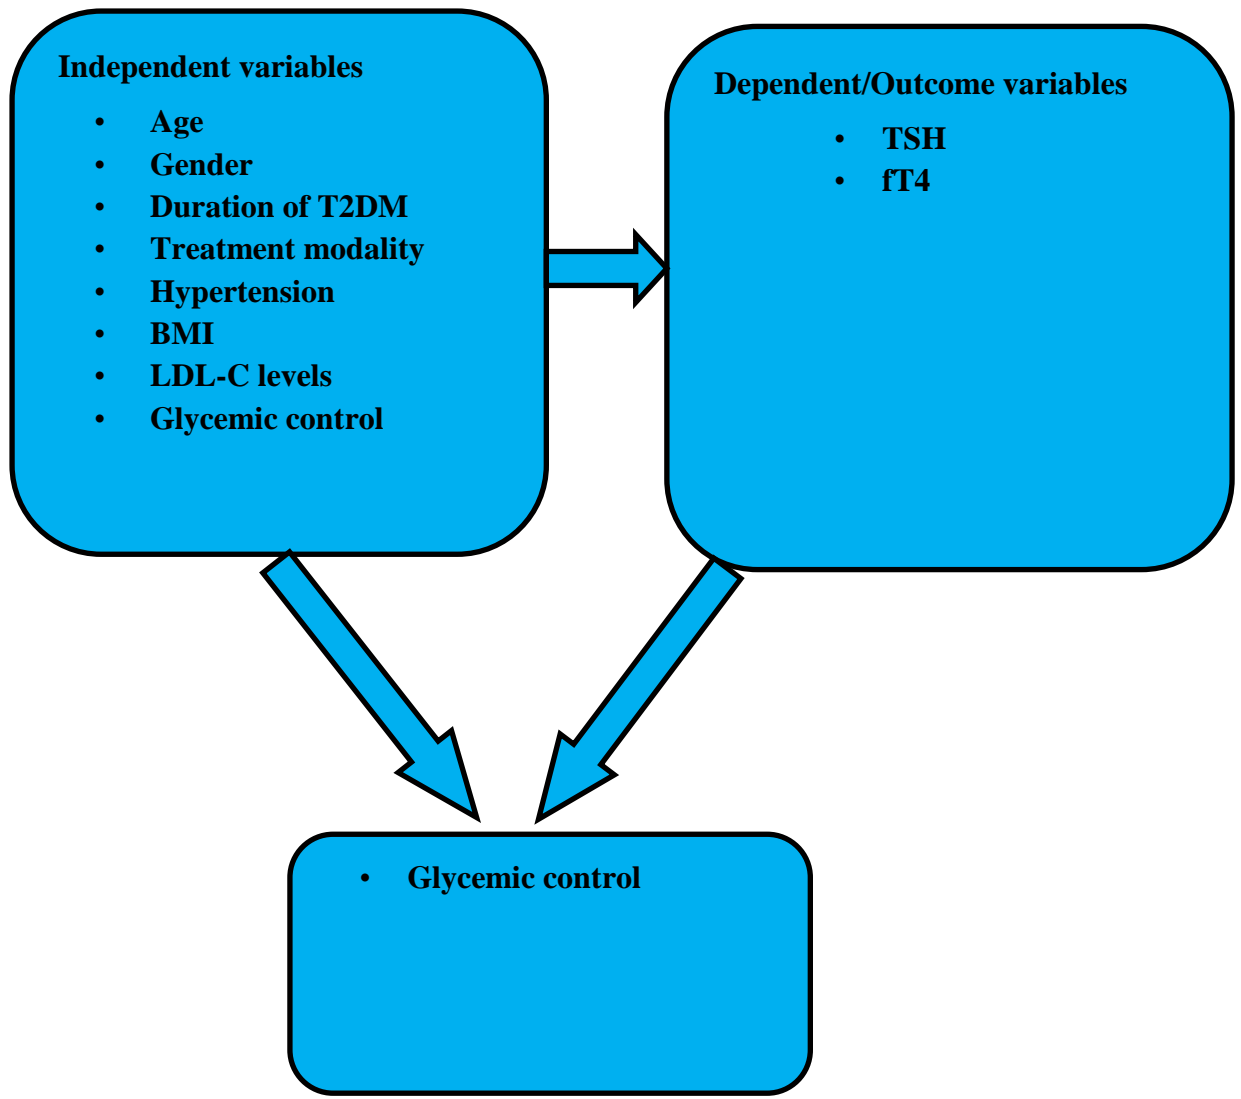 Independent variables
• Age
• Gender
• Duration of T2DM
• Treatment modality
• Hypertension
• BMI
• LDL-C levels
• Glycemic control
Dependent/Outcome variables
• TSH
• fT4
• Glycemic control